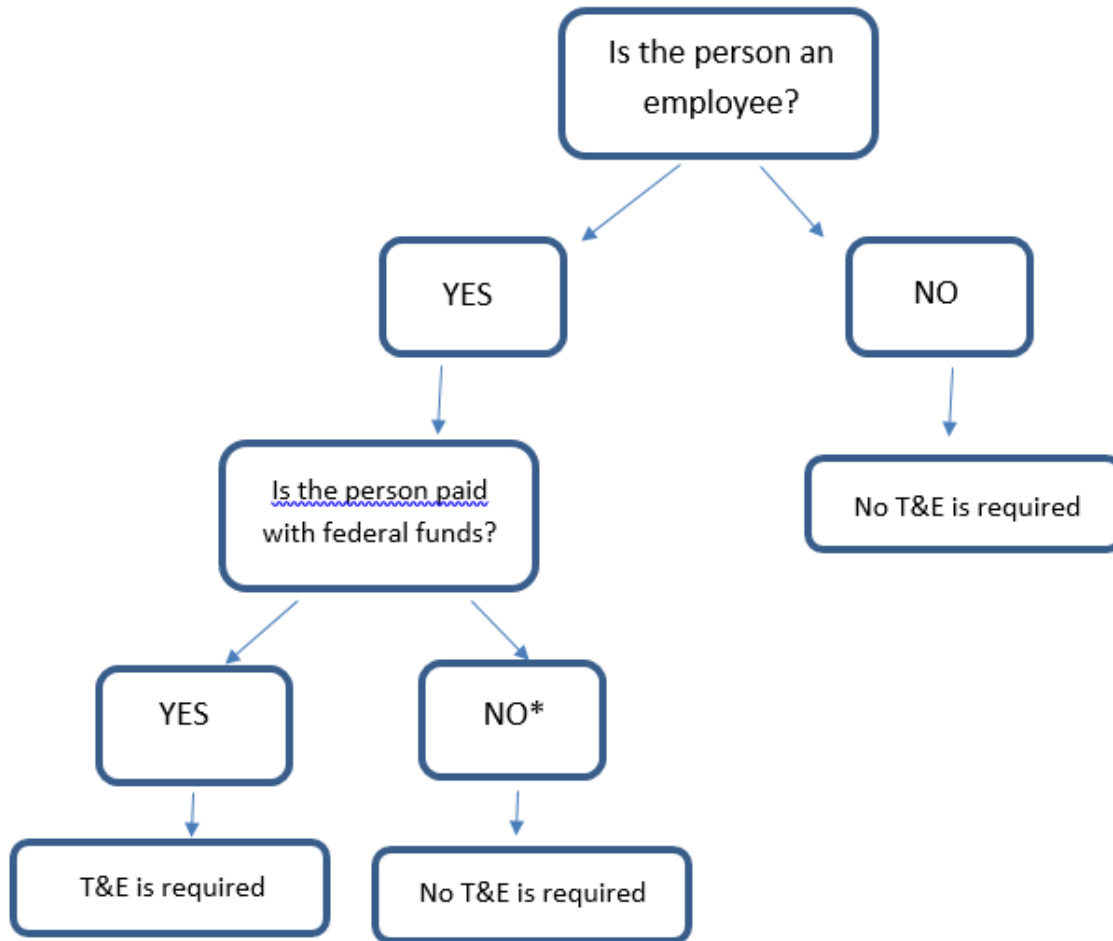 Is the person an
employee?
YES
NO
Is the person paid
with federal funds?
No T&E is required
YES
NO*
T&E is required
No T&E is required